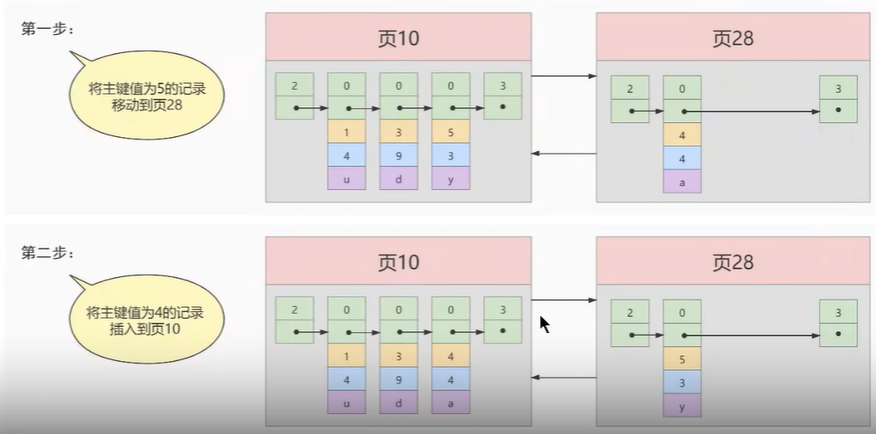 第一步：
将主键值为5的记录
移动到页28
页10
2 0 0 0 3
1 3 5
4 9 3
u d y
页28
2 0 3
4
4
a
第二步：
将主键值为4的记录
插入到页10
页10
2 0 0 0 3
1 3 4
4 9 4
u d a
页28
2 0 3
5
3
y